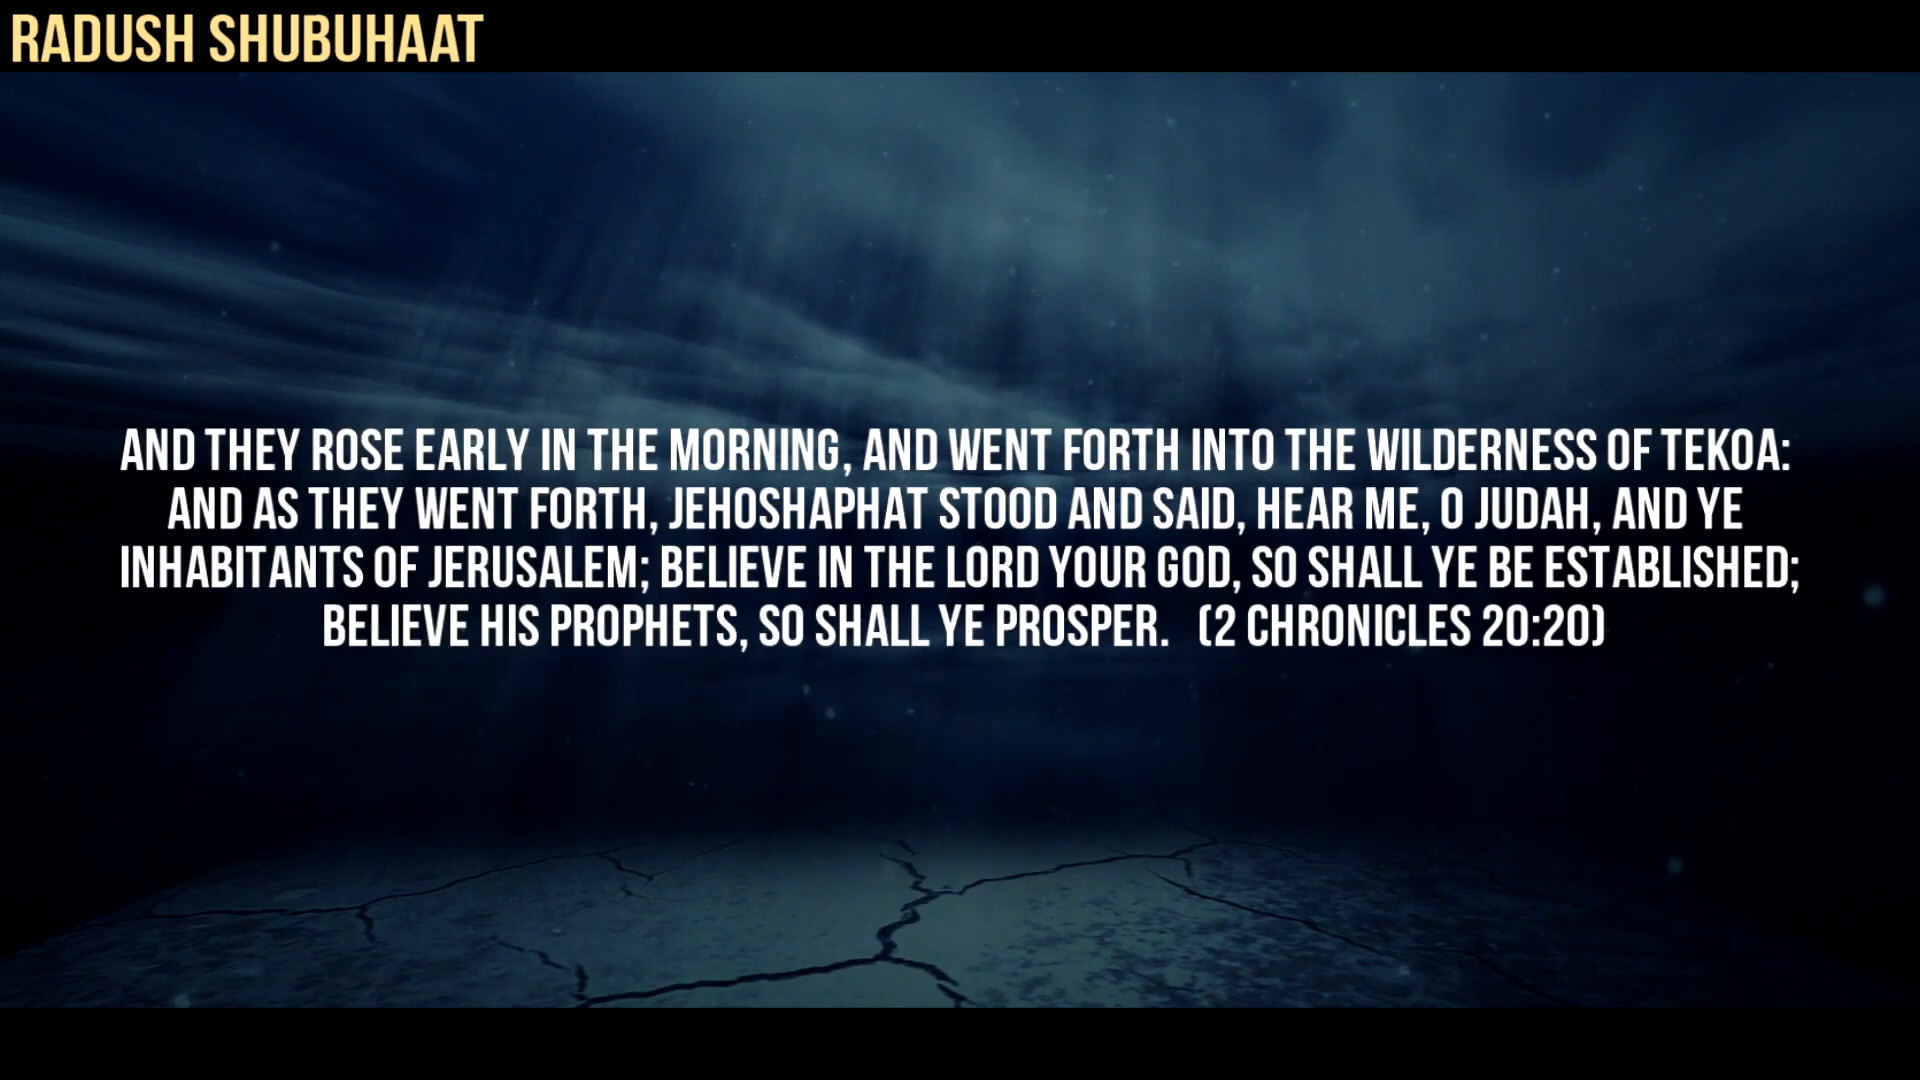 RADUSH SHUBUHAAT
AND THEY ROSE EARLY IN THE MORNING, AND WENT FORTH INTO THE WILDERNESS OF TEKOA:
AND AS THEY WENT FORTH, JEHOSHAPHAT STOOD AND SAID, HEAR ME, O JUDAH, AND YE
INHABITANTS OF JERUSALEM; BELIEVE IN THE LORD YOUR GOD, SO SHALL YE BE ESTABLISHED;
BELIEVE HIS PROPHETS, SO SHALL YE PROSPER. (2 CHRONICLES 20:20)